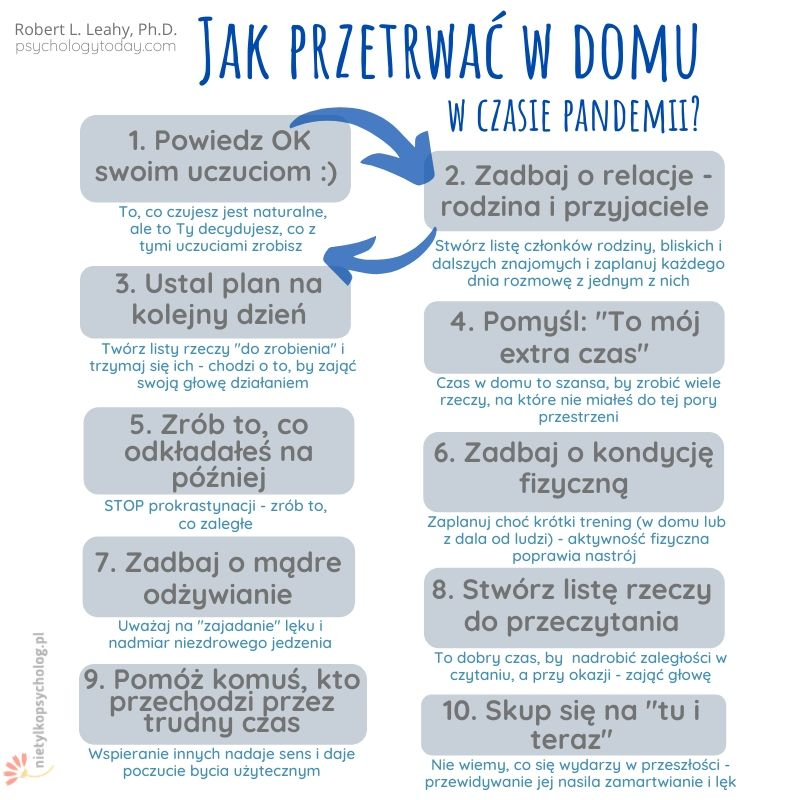 Robert L. Leahy, Ph.D.
psychologytoday.com
JAK PRZETRWAĆ W DOMU
W CZASIE PANDEMII?
1. Powiedz OK
swoim uczuciom :)
To, co czujesz jest naturalne,
ale to Ty decydujesz, co z
tymi uczuciami zrobisz
2. Zadbaj o relacje -
rodzina i przyjaciele
Stwórz listę członków rodziny, bliskich i
dalszych znajomych i zaplanuj każdego
dnia rozmowę z jednym z nich
3. Ustal plan na
kolejny dzień
Twórz listy rzeczy "do zrobienia" i
trzymaj się ich - chodzi o to, by zająć
swoją głowę działaniem
4. Pomyśl: "To mój
extra czas"
Czas w domu to szansa, by zrobić wiele
rzeczy, na które nie miałeś do tej pory
przestrzeni
5. Zrób to, co
odkładałeś na
później
STOP prokrastynacji - zrób to,
co zaległe
6. Zadbaj o kondycję
fizyczną
Zaplanuj choć krótki trening (w domu lub
z dala od ludzi) - aktywność fizyczna
poprawia nastrój
7. Zadbaj o mądre
odżywianie
Uważaj na "zajadanie" lęku i
nadmiar niezdrowego jedzenia
8. Stwórz listę rzeczy
do przeczytania
To dobry czas, by nadrobić zaległości w
czytaniu, a przy okazji - zająć głowę
9. Pomóż komuś, kto
przechodzi przez
trudny czas
Wspieranie innych nadaje sens i daje
poczucie bycia użytecznym
10. Skup się na "tu i
teraz"
Nie wiemy, co się wydarzy w przeszłości -
przewidywanie jej nasila zamartwianie i lęk
nietylkopsycholog.pl